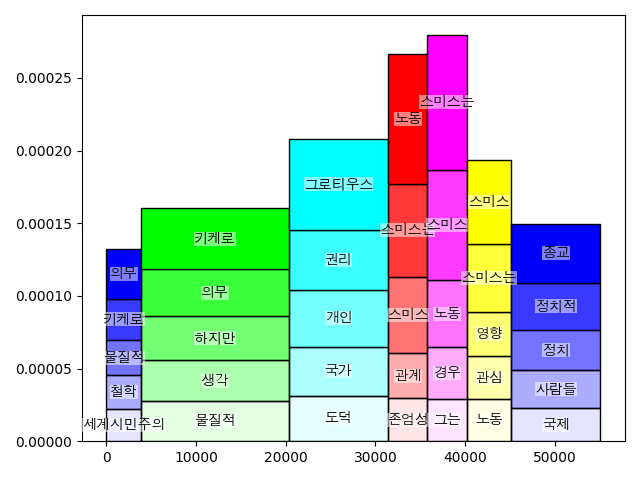 0.00025
0.00020
0.00015
0.00010
0.00005
0.00000
의무
키케로
물질적
철학
세계시민주의
키케로
의무
하지만
생각
물질적
그로티우스
권리
개인
국가
도덕
노동
스미스는
스미스
관계
존엄성
스미스는
스미스
노동
경우
그는
스미스
스미스는
영향
관심
노동
종교
정치적
정치
사람들
국제
0 10000 20000 30000 40000 50000